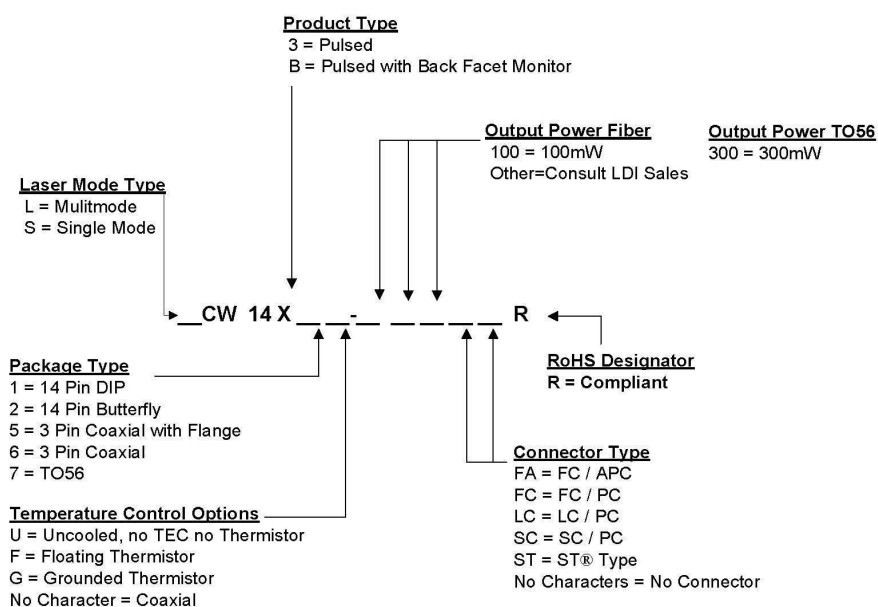 Product Type
3 = Pulsed
B = Pulsed with Back Facet Monitor
Output Power Fiber
100 = 100mW
Other=Consult LDI Sales
Output Power TO56
300 = 300mW
Laser Mode Type
L = Mulitmode
S = Single Mode
__CW 14 X__ __-__ __ __ __ __ R
Package Type
1 = 14 Pin DIP
2 = 14 Pin Butterfly
5 = 3 Pin Coaxial with Flange
6 = 3 Pin Coaxial
7 = TO56
RoHS Designator
R = Compliant
Temperature Control Options
U = Uncooled, no TEC no Thermistor
F = Floating Thermistor
G = Grounded Thermistor
No Character = Coaxial
Connector Type
FA = FC / APC
FC = FC / PC
LC = LC / PC
SC = SC / PC
ST = ST® Type
No Characters = No Connector